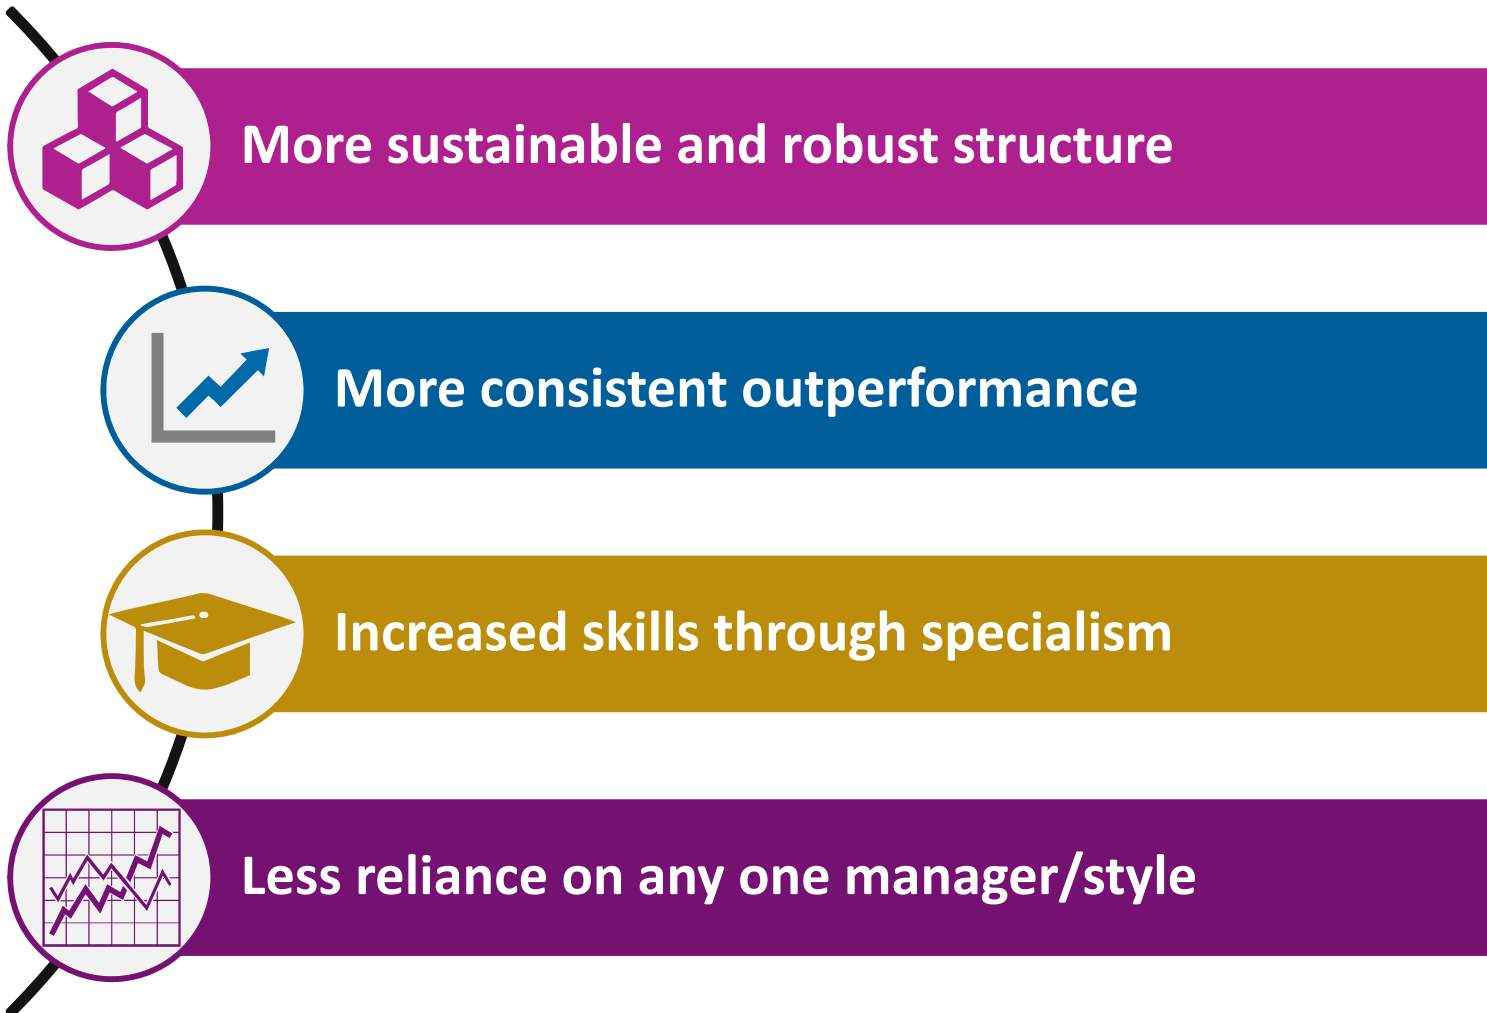 More sustainable and robust structure
More consistent outperformance
Increased skills through specialism
Less reliance on any one manager/style